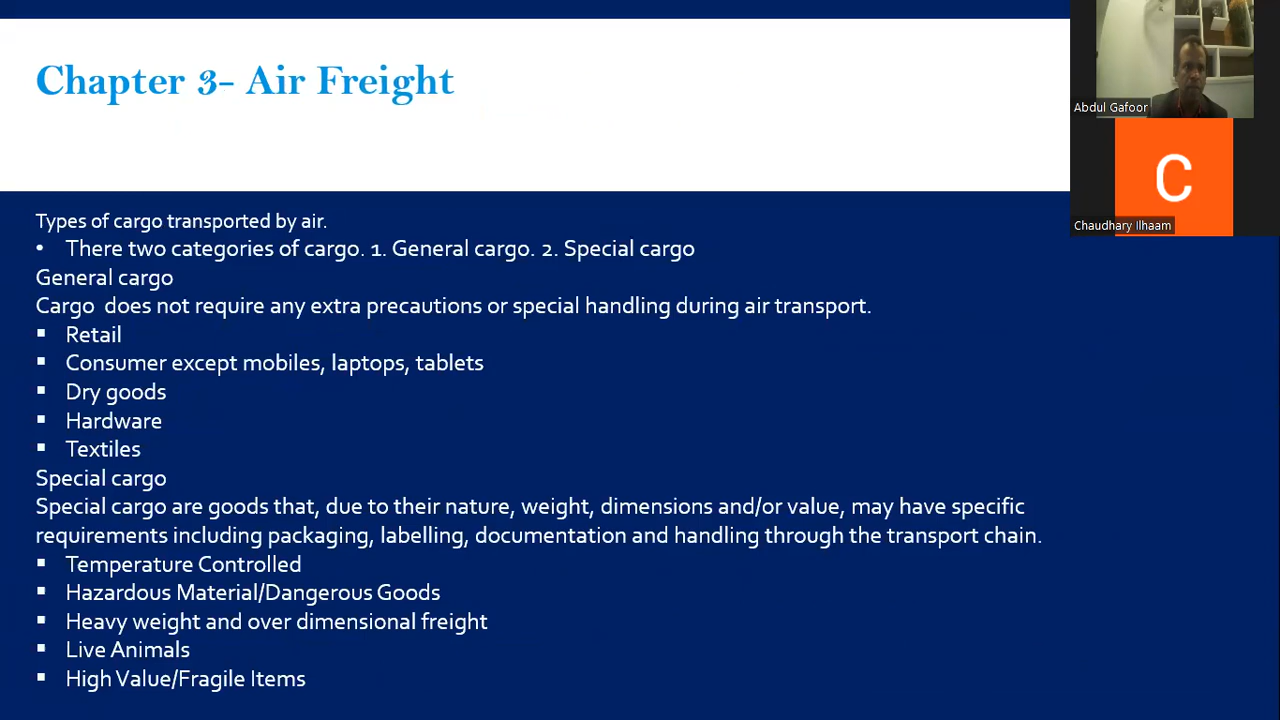 Chapter 3- Air Freight
Abdul Gafoor
C
Chaudhary Ilhaam
Types of cargo transported by air.
• There two categories of cargo. 1. General cargo. 2. Special cargo
General cargo
Cargo does not require any extra precautions or special handling during air transport.
▪ Retail
▪ Consumer except mobiles, laptops, tablets
▪ Dry goods
▪ Hardware
▪ Textiles
Special cargo
Special cargo are goods that, due to their nature, weight, dimensions and/or value, may have specific
requirements including packaging, labelling, documentation and handling through the transport chain.
▪ Temperature Controlled
▪ Hazardous Material/Dangerous Goods
▪ Heavy weight and over dimensional freight
▪ Live Animals
▪ High Value/Fragile Items